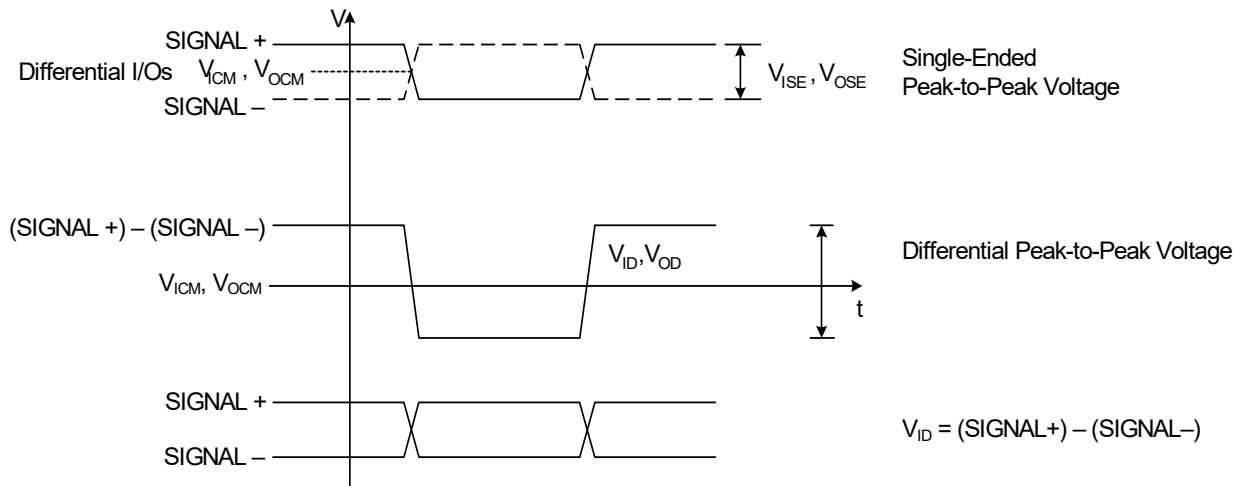 V
SIGNAL +
Differential I/Os V_ICM , V_OCM
SIGNAL –
V_ISE , V_OSE
Single-Ended
Peak-to-Peak Voltage
(SIGNAL +) – (SIGNAL –)
V_ID, V_OD
Differential Peak-to-Peak Voltage
V_ICM, V_OCM
t
SIGNAL +
SIGNAL –
V_ID = (SIGNAL+) – (SIGNAL–)